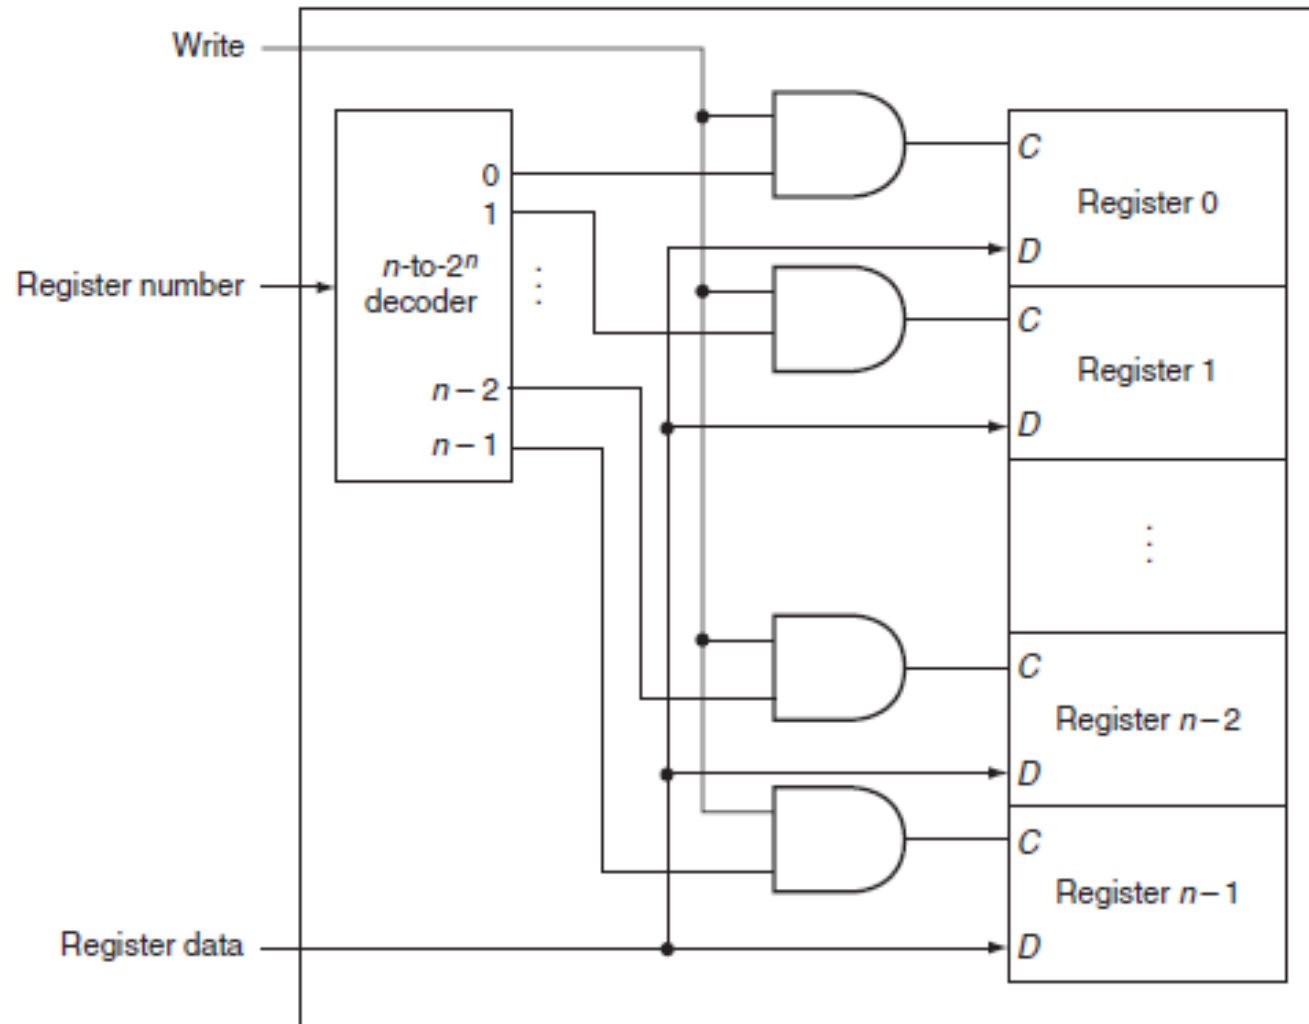 Write
C
0
Register 0
1
D
n-to-2ⁿ
decoder
⋮
Register number
C
Register 1
n−2
D
n−1
⋮
C
Register n−2
D
C
Register n−1
Register data
D